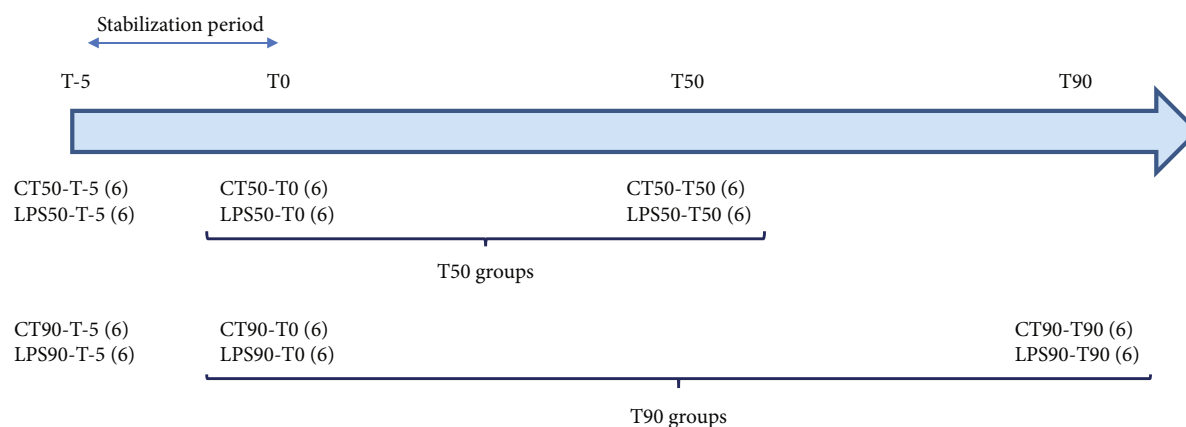 Stabilization period
T-5 T0 T50 T90
CT50-T-5 (6) CT50-T0 (6) CT50-T50 (6)
LPS50-T-5 (6) LPS50-T0 (6) LPS50-T50 (6)
T50 groups
CT90-T-5 (6) CT90-T0 (6) CT90-T90 (6)
LPS90-T-5 (6) LPS90-T0 (6) LPS90-T90 (6)
T90 groups